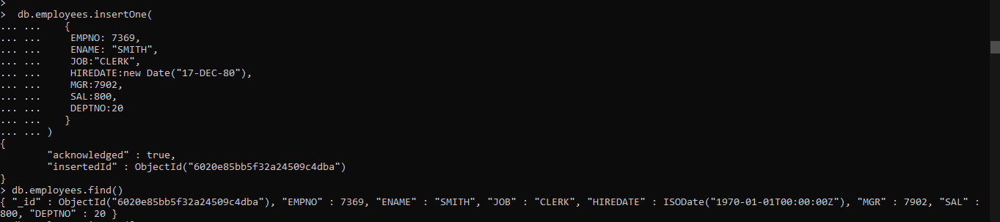 >
>  db.employees.insertOne(
... ...    {
... ...     EMPNO: 7369,
... ...     ENAME: "SMITH",
... ...     JOB:"CLERK",
... ...     HIREDATE:new Date("17-DEC-80"),
... ...     MGR:7902,
... ...     SAL:800,
... ...     DEPTNO:20
... ...    }
... ... )
{
        "acknowledged" : true,
        "insertedId" : ObjectId("6020e85bb5f32a24509c4dba")
}
> db.employees.find()
{ "_id" : ObjectId("6020e85bb5f32a24509c4dba"), "EMPNO" : 7369, "ENAME" : "SMITH", "JOB" : "CLERK", "HIREDATE" : ISODate("1970-01-01T00:00:00Z"), "MGR" : 7902, "SAL" :
800, "DEPTNO" : 20 }